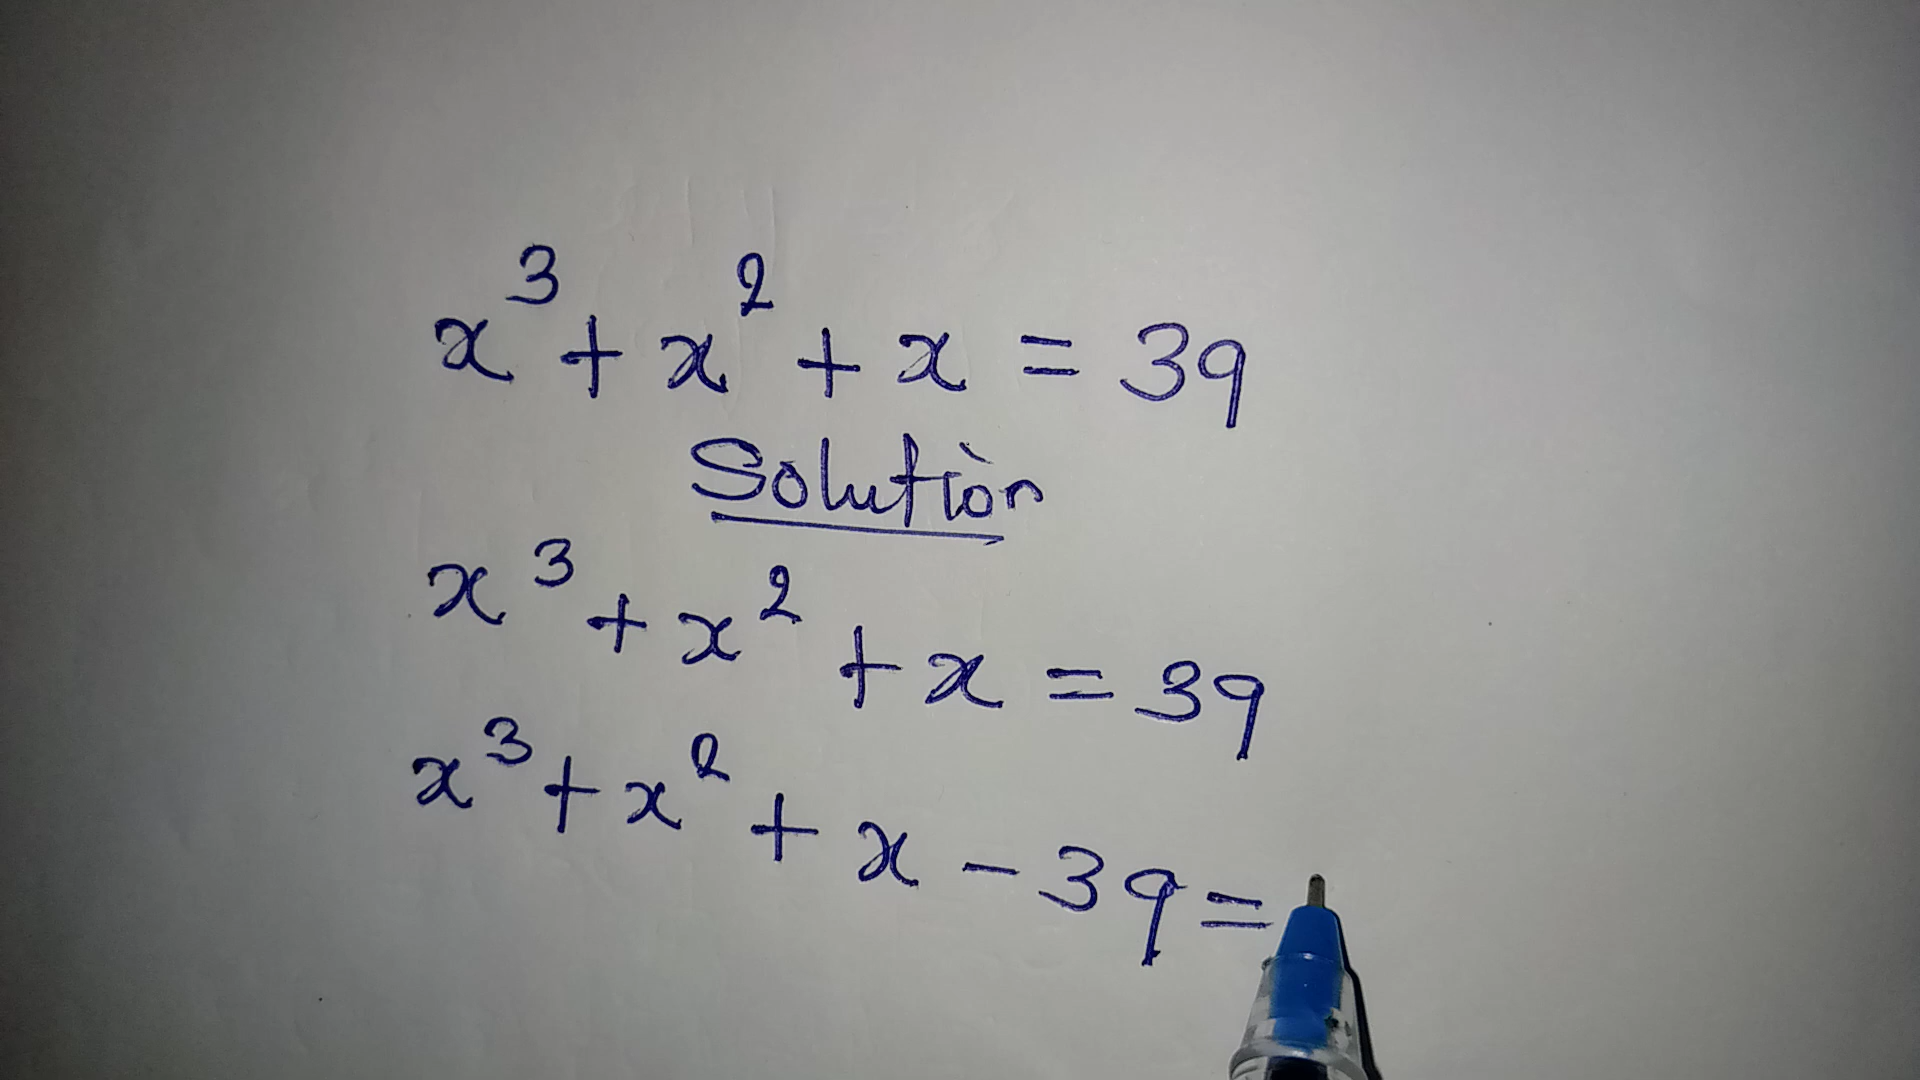 x³ + x² + x = 39
Solution
x³ + x² + x = 39
x³ + x² + x - 39 =